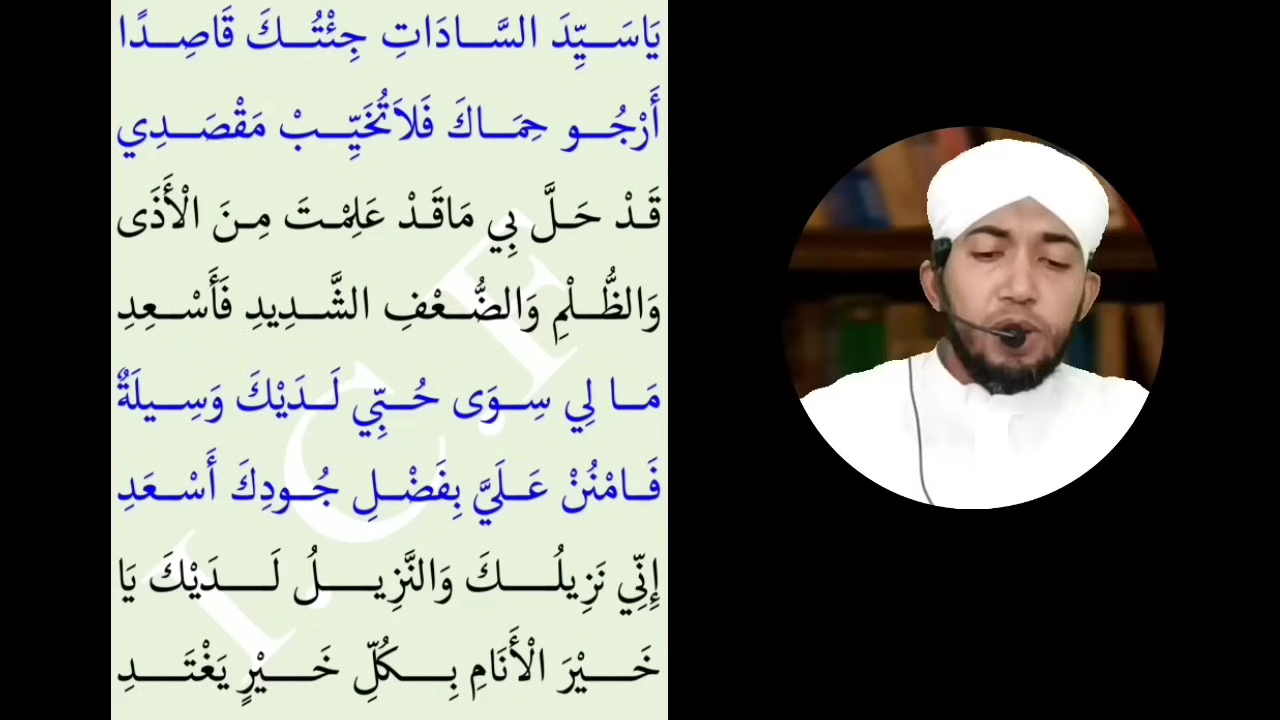 يَاسَيِّدَ السَّادَاتِ جِئْتُكَ قَاصِدًا
أَرْجُو حِمَاكَ فَلَاتُخَيِّبْ مَقْصَدِي
قَدْ حَلَّ بِي مَاقَدْ عَلِمْتَ مِنَ الْأَذَى
وَالظُّلْمِ وَالضُّعْفِ الشَّدِيدِ فَأَسْعِدِ
مَا لِي سِوَى حُبِّي لَدَيْكَ وَسِيلَةٌ
فَامْنُنْ عَلَيَّ بِفَضْلِ جُودِكَ أَسْعَدِ
إِنِّي نَزِيلُكَ وَالنَّزِيلُ لَدَيْكَ يَا
خَيْرَ الْأَنَامِ بِكُلِّ خَيْرٍ يَغْتَدِ
I.C.F